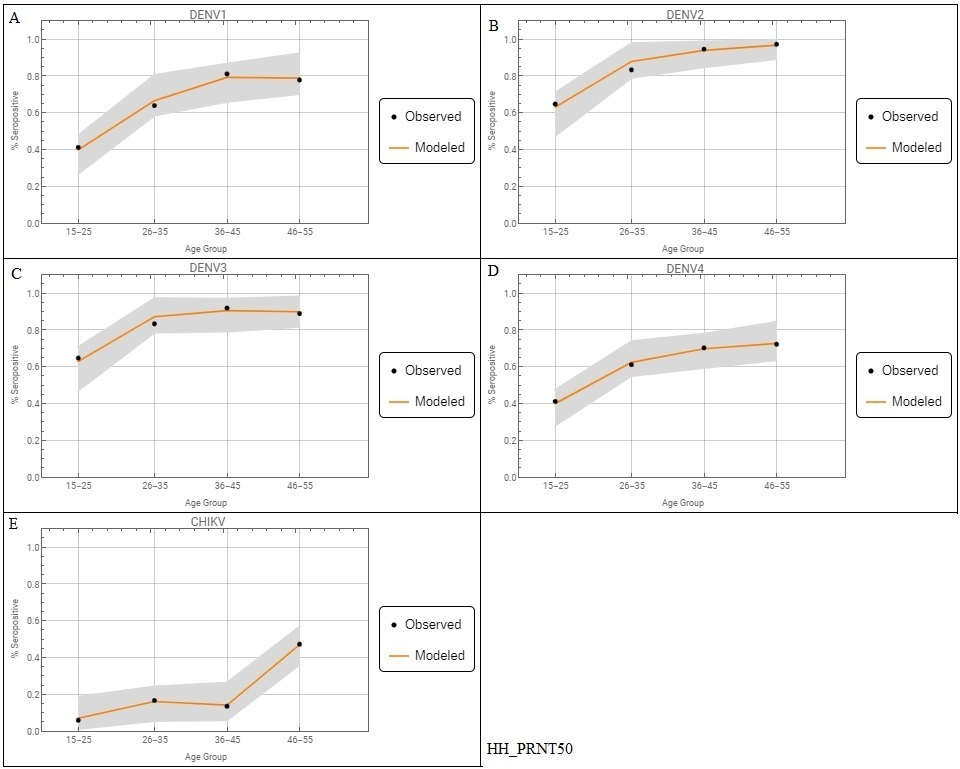 A
DENV1
% Seropositive
1.0
0.8
0.6
0.4
0.2
0.0
15–25 26–35 36–45 46–55
Age Group
Observed
Modeled
B
DENV2
% Seropositive
1.0
0.8
0.6
0.4
0.2
0.0
15–25 26–35 36–45 46–55
Age Group
Observed
Modeled
C
DENV3
% Seropositive
1.0
0.8
0.6
0.4
0.2
0.0
15–25 26–35 36–45 46–55
Age Group
Observed
Modeled
D
DENV4
% Seropositive
1.0
0.8
0.6
0.4
0.2
0.0
15–25 26–35 36–45 46–55
Age Group
Observed
Modeled
E
CHIKV
% Seropositive
1.0
0.8
0.6
0.4
0.2
0.0
15–25 26–35 36–45 46–55
Age Group
Observed
Modeled
HH_PRNT50